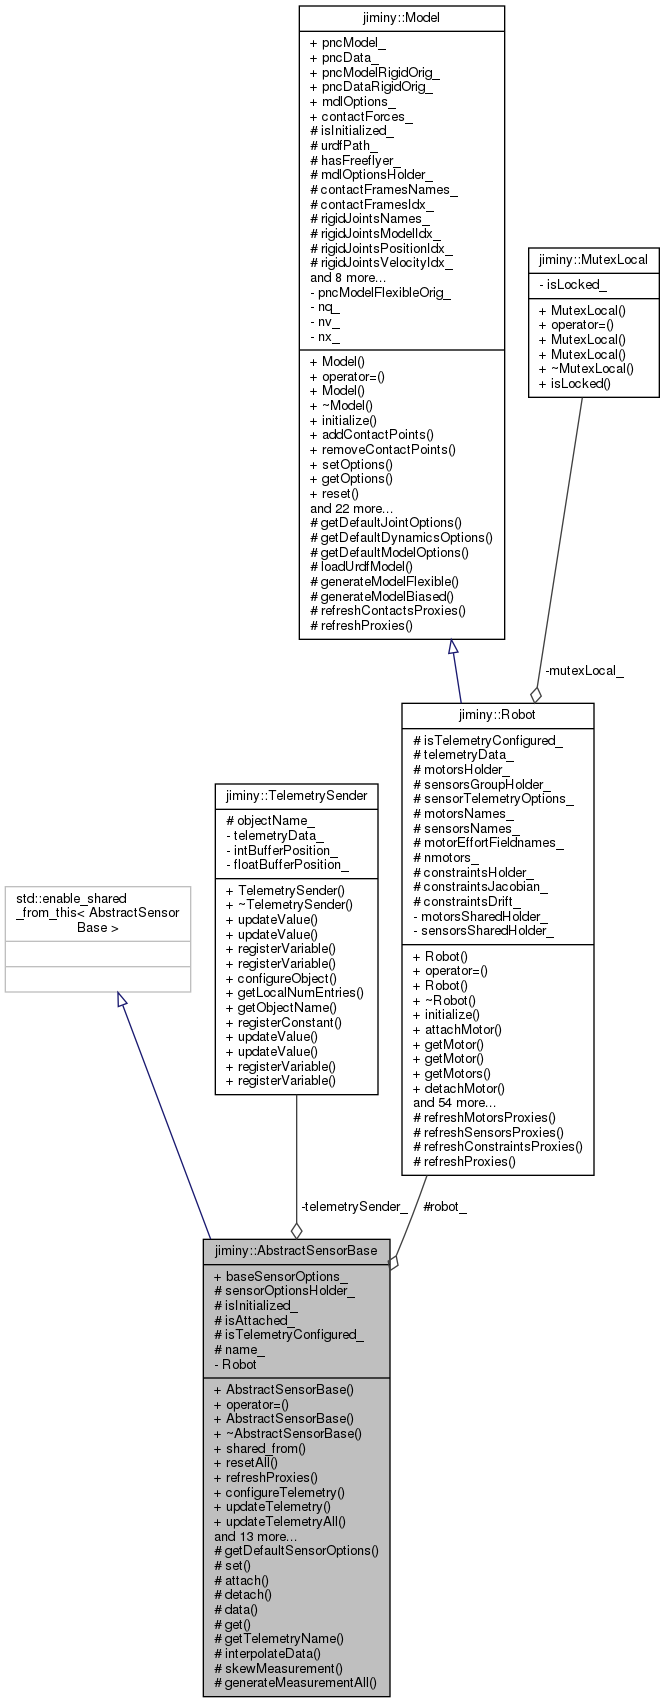 jiminy::Model
+ pncModel_
+ pncData_
+ pncModelRigidOrig_
+ pncDataRigidOrig_
+ mdlOptions_
+ contactForces_
# isInitialized_
# urdfPath_
# hasFreeflyer_
# mdlOptionsHolder_
# contactFramesNames_
# contactFramesIdx_
# rigidJointsNames_
# rigidJointsModelIdx_
# rigidJointsPositionIdx_
# rigidJointsVelocityIdx_
and 8 more...
- pncModelFlexibleOrig_
- nq_
- nv_
- nx_
+ Model()
+ operator=()
+ Model()
+ ~Model()
+ initialize()
+ addContactPoints()
+ removeContactPoints()
+ setOptions()
+ getOptions()
+ reset()
and 22 more...
# getDefaultJointOptions()
# getDefaultDynamicsOptions()
# getDefaultModelOptions()
# loadUrdfModel()
# generateModelFlexible()
# generateModelBiased()
# refreshContactsProxies()
# refreshProxies()
jiminy::MutexLocal
- isLocked_
+ MutexLocal()
+ operator=()
+ MutexLocal()
+ MutexLocal()
+ ~MutexLocal()
+ isLocked()
-mutexLocal_
jiminy::Robot
# isTelemetryConfigured_
# telemetryData_
# motorsHolder_
# sensorsGroupHolder_
# sensorTelemetryOptions_
# motorsNames_
# sensorsNames_
# motorEffortFieldnames_
# nmotors_
# constraintsHolder_
# constraintsJacobian_
# constraintsDrift_
- motorsSharedHolder_
- sensorsSharedHolder_
+ Robot()
+ operator=()
+ Robot()
+ ~Robot()
+ initialize()
+ attachMotor()
+ getMotor()
+ getMotor()
+ getMotors()
+ detachMotor()
and 54 more...
# refreshMotorsProxies()
# refreshSensorsProxies()
# refreshConstraintsProxies()
# refreshProxies()
jiminy::TelemetrySender
# objectName_
- telemetryData_
- intBufferPosition_
- floatBufferPosition_
+ TelemetrySender()
+ ~TelemetrySender()
+ updateValue()
+ updateValue()
+ registerVariable()
+ registerVariable()
+ configureObject()
+ getLocalNumEntries()
+ getObjectName()
+ registerConstant()
+ updateValue()
+ updateValue()
+ registerVariable()
+ registerVariable()
std::enable_shared
_from_this< AbstractSensor
Base >
-telemetrySender_
#robot_
jiminy::AbstractSensorBase
+ baseSensorOptions_
# sensorOptionsHolder_
# isInitialized_
# isAttached_
# isTelemetryConfigured_
# name_
- Robot
+ AbstractSensorBase()
+ operator=()
+ AbstractSensorBase()
+ ~AbstractSensorBase()
+ shared_from()
+ resetAll()
+ refreshProxies()
+ configureTelemetry()
+ updateTelemetry()
+ updateTelemetryAll()
and 13 more...
# getDefaultSensorOptions()
# set()
# attach()
# detach()
# data()
# get()
# getTelemetryName()
# interpolateData()
# skewMeasurement()
# generateMeasurementAll()